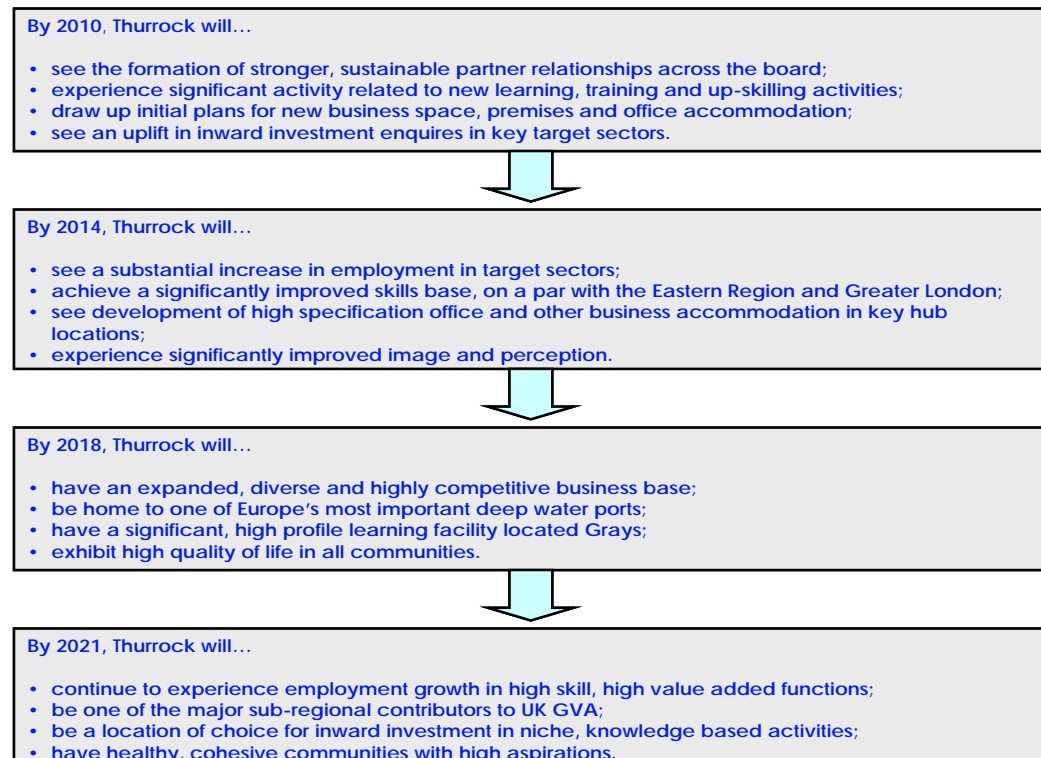 By 2010, Thurrock will…
• see the formation of stronger, sustainable partner relationships across the board;
• experience significant activity related to new learning, training and up-skilling activities;
• draw up initial plans for new business space, premises and office accommodation;
• see an uplift in inward investment enquires in key target sectors.
By 2014, Thurrock will…
• see a substantial increase in employment in target sectors;
• achieve a significantly improved skills base, on a par with the Eastern Region and Greater London;
• see development of high specification office and other business accommodation in key hub
locations;
• experience significantly improved image and perception.
By 2018, Thurrock will…
• have an expanded, diverse and highly competitive business base;
• be home to one of Europe's most important deep water ports;
• have a significant, high profile learning facility located Grays;
• exhibit high quality of life in all communities.
By 2021, Thurrock will…
• continue to experience employment growth in high skill, high value added functions;
• be one of the major sub-regional contributors to UK GVA;
• be a location of choice for inward investment in niche, knowledge based activities;
• have healthy, cohesive communities with high aspirations.